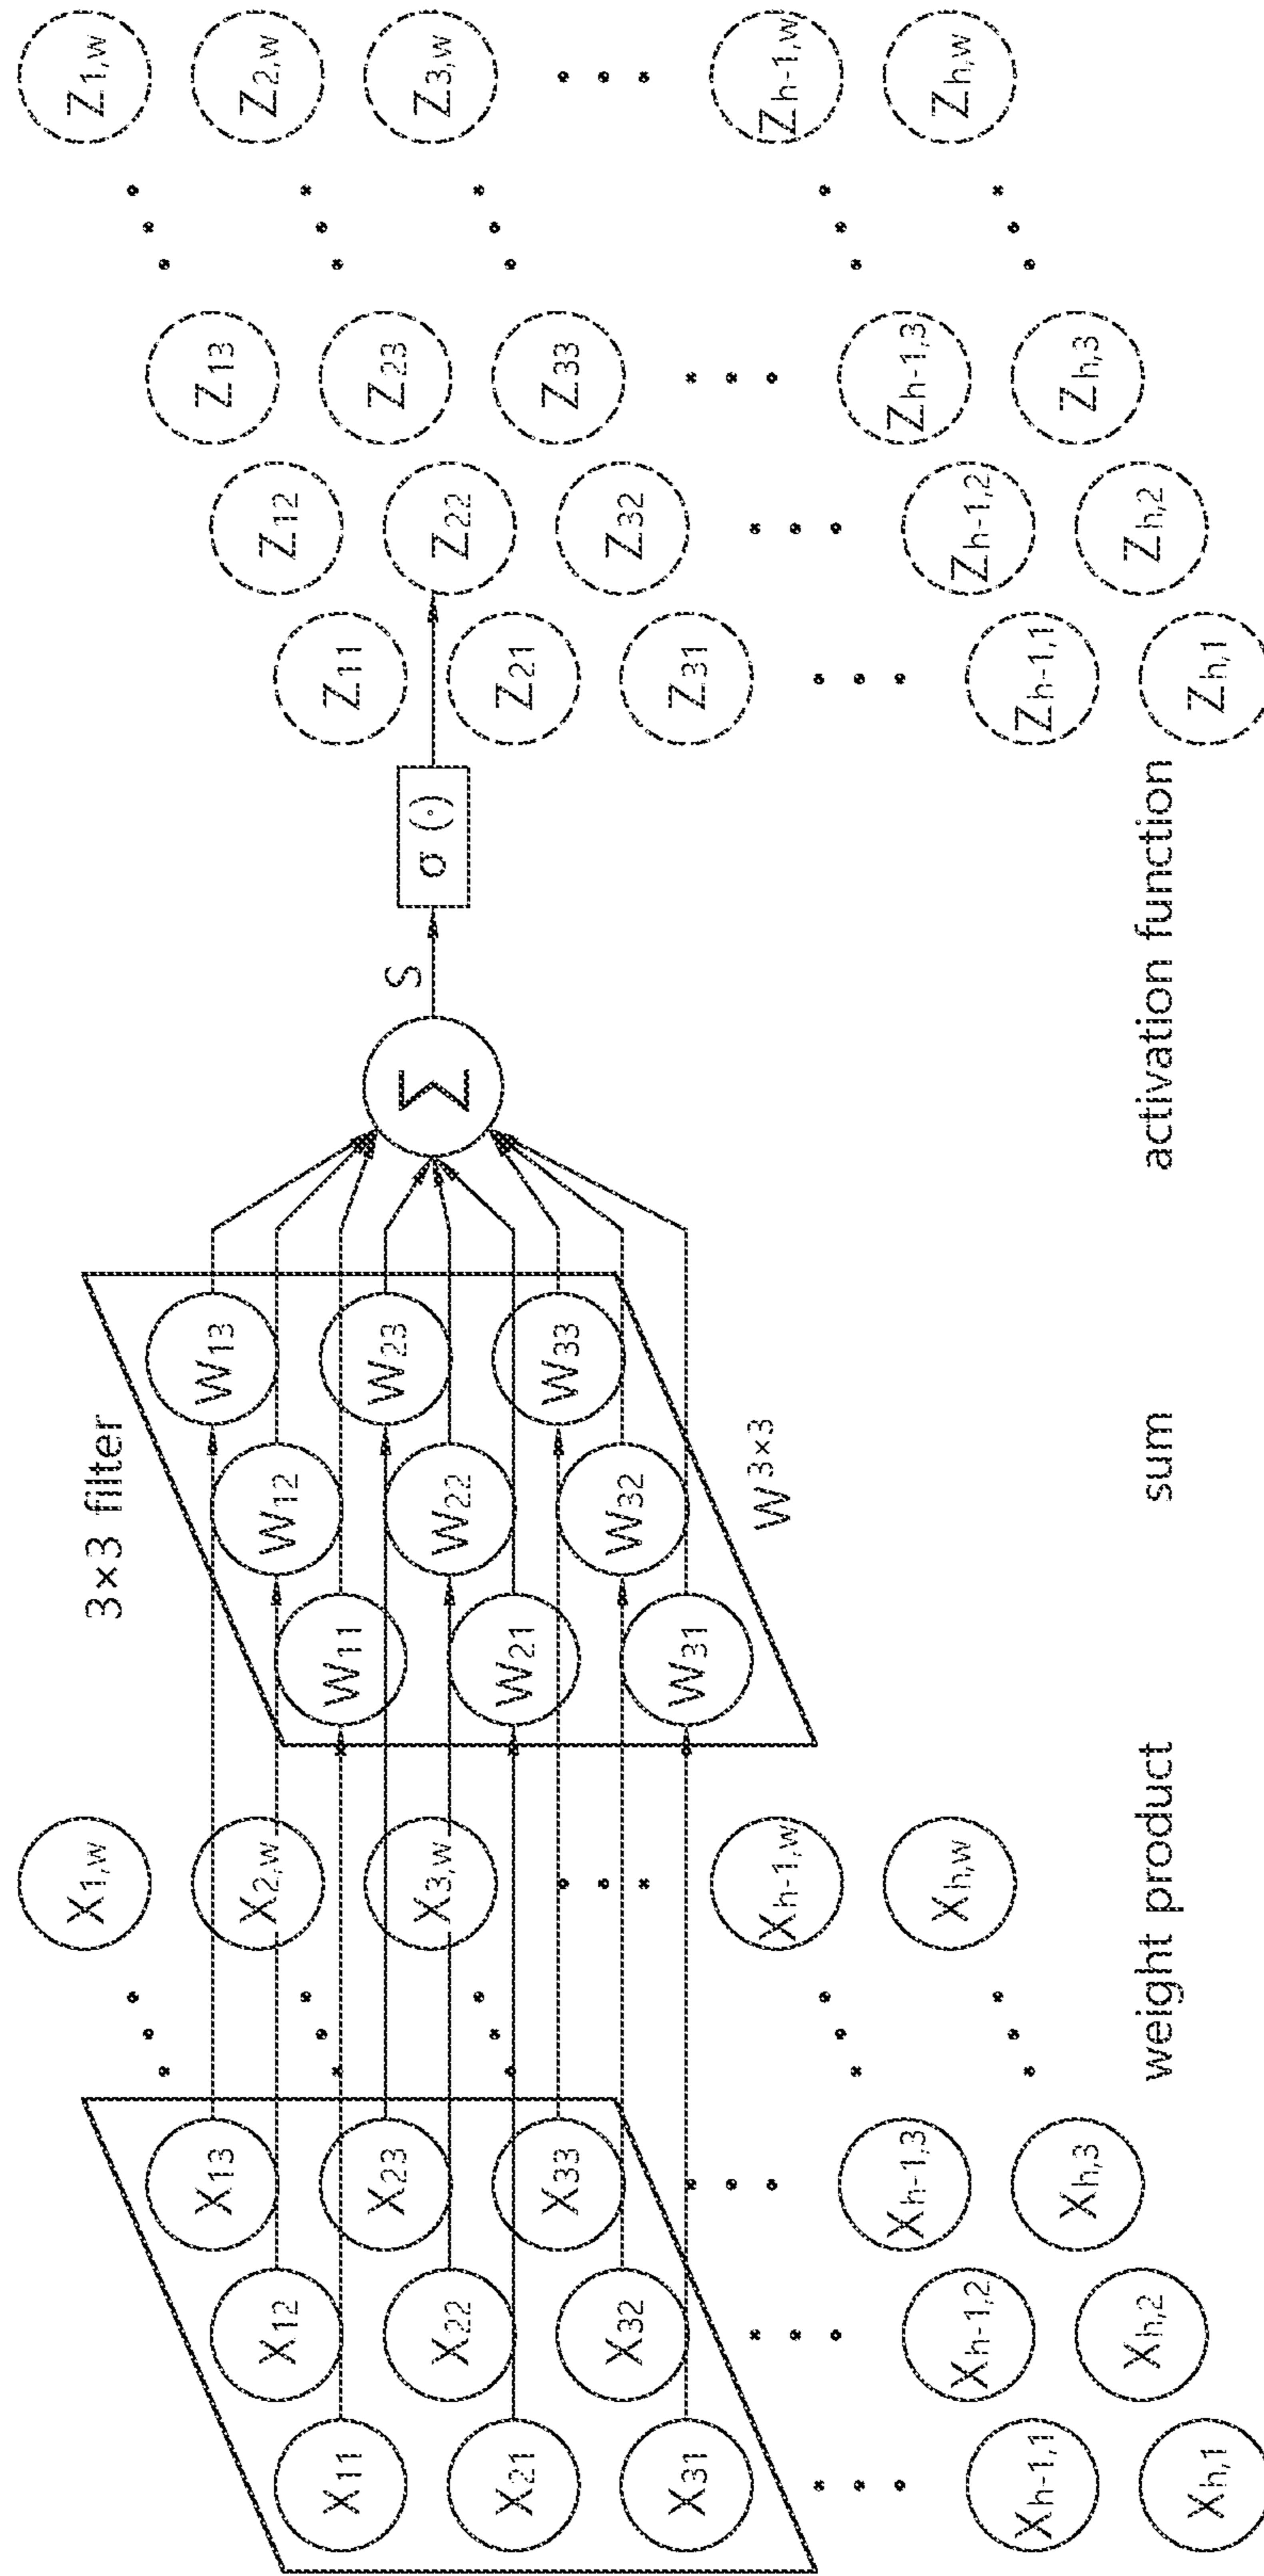 3×3 filter
X11 X12 X13 X1,w
X21 X22 X23 X2,w
X31 X32 X33 X3,w
Xh-1,1 Xh-1,2 Xh-1,3 Xh-1,w
Xh,1 Xh,2 Xh,3 Xh,w
W11 W12 W13
W21 W22 W23
W31 W32 W33
W3×3
Σ
S
σ (·)
Z11 Z12 Z13 Z1,w
Z21 Z22 Z23 Z2,w
Z31 Z32 Z33 Z3,w
Zh-1,1 Zh-1,2 Zh-1,3 Zh-1,w
Zh,1 Zh,2 Zh,3 Zh,w
weight product
sum
activation function